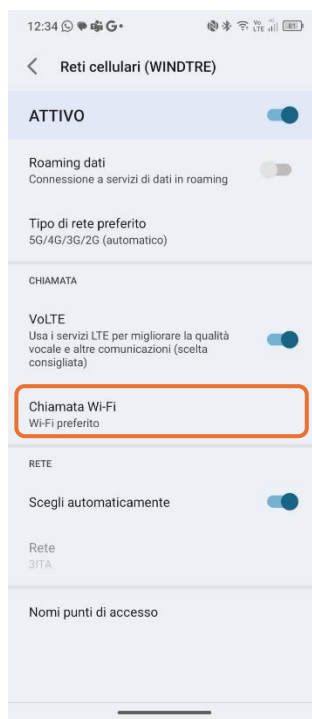 12:34 G
Vo LTE
Reti cellulari (WINDTRE)
ATTIVO
Roaming dati
Connessione a servizi di dati in roaming
Tipo di rete preferito
5G/4G/3G/2G (automatico)
CHIAMATA
VoLTE
Usa i servizi LTE per migliorare la qualità
vocale e altre comunicazioni (scelta
consigliata)
Chiamata Wi-Fi
Wi-Fi preferito
RETE
Scegli automaticamente
Rete
3ITA
Nomi punti di accesso